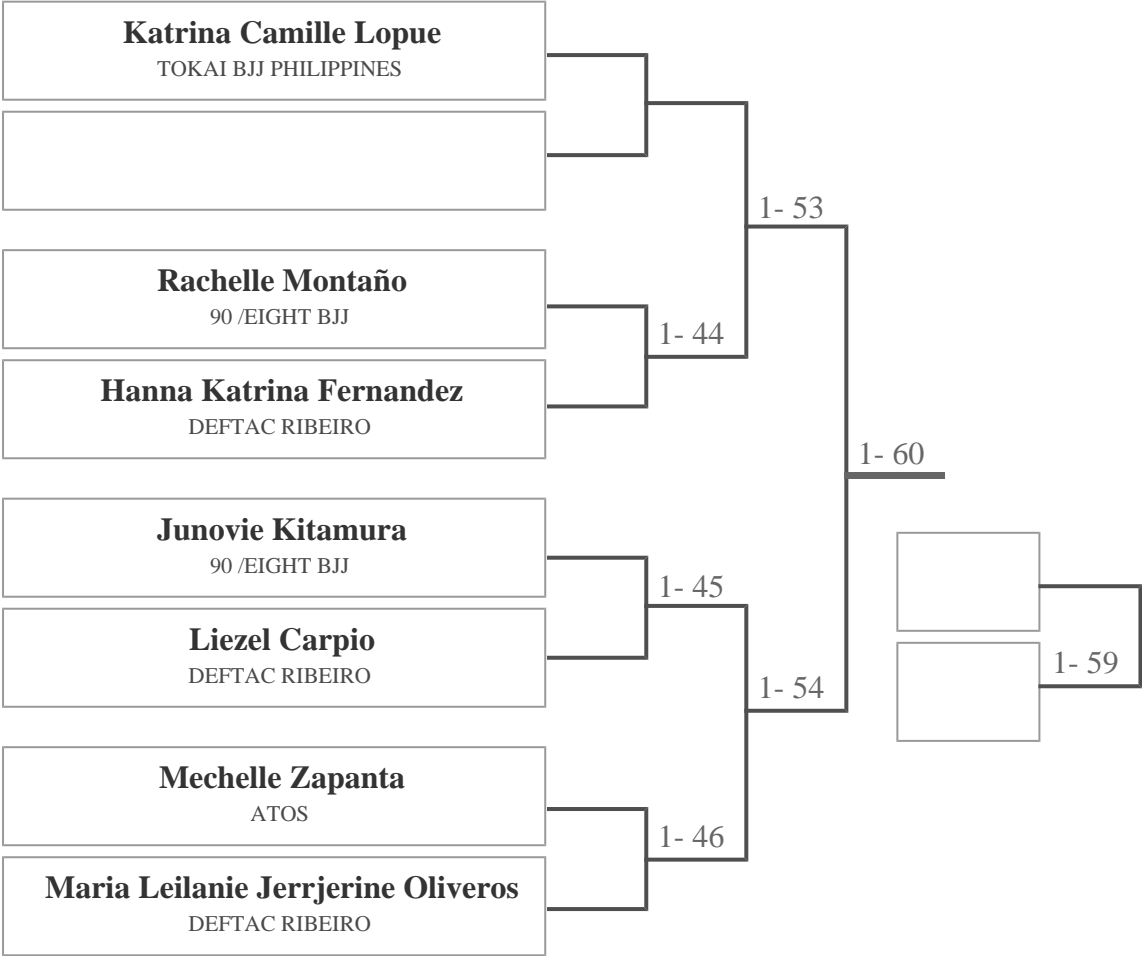 Katrina Camille Lopue
TOKAI BJJ PHILIPPINES
1- 53
Rachelle Montaño
90 /EIGHT BJJ
1- 44
Hanna Katrina Fernandez
DEFTAC RIBEIRO
1- 60
Junovie Kitamura
90 /EIGHT BJJ
1- 45
Liezel Carpio
DEFTAC RIBEIRO
1- 59
1- 54
Mechelle Zapanta
ATOS
1- 46
Maria Leilanie Jerrjerine Oliveros
DEFTAC RIBEIRO